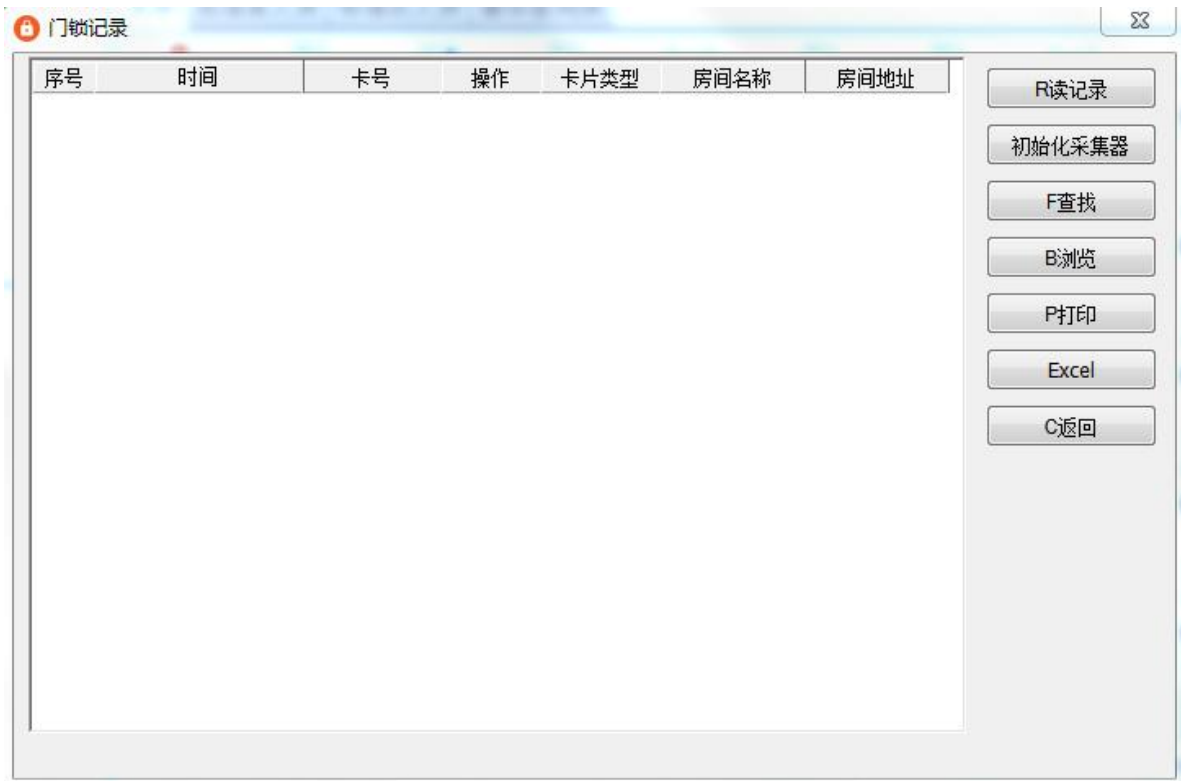 门锁记录
序号 时间 卡号 操作 卡片类型 房间名称 房间地址
R读记录
初始化采集器
F查找
B浏览
P打印
Excel
C返回